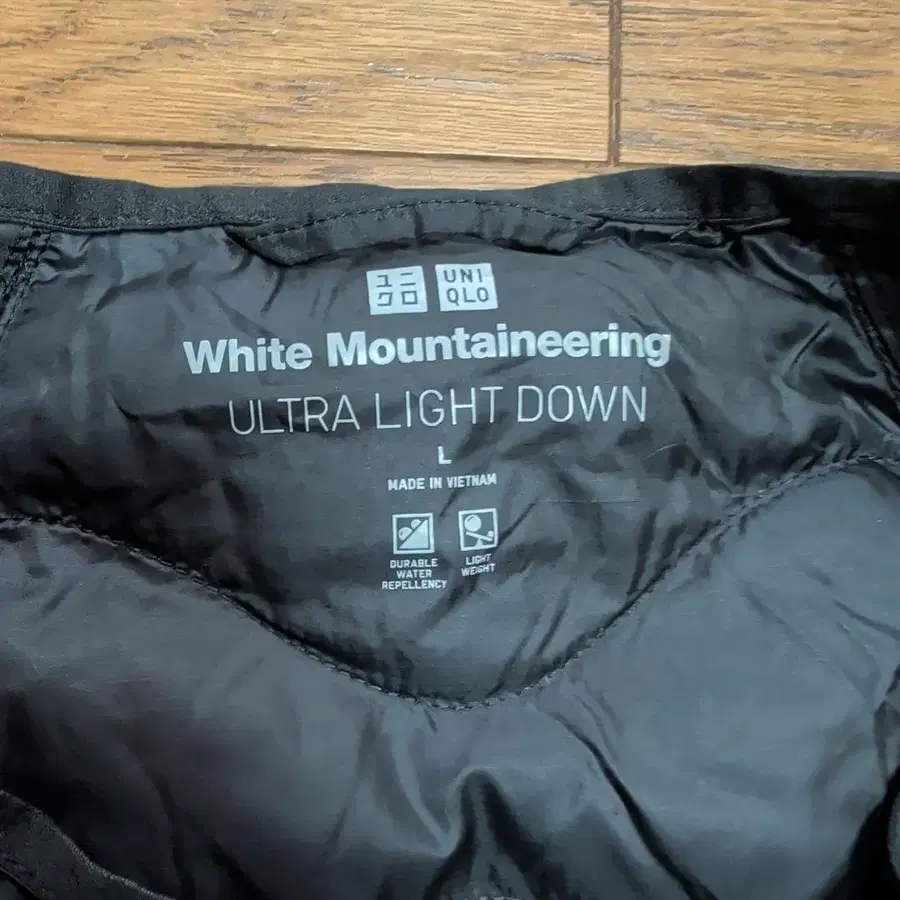 ユニ UNI
クロ QLO
White Mountaineering
ULTRA LIGHT DOWN
L
MADE IN VIETNAM
DURABLE WATER REPELLENCY
LIGHT WEIGHT